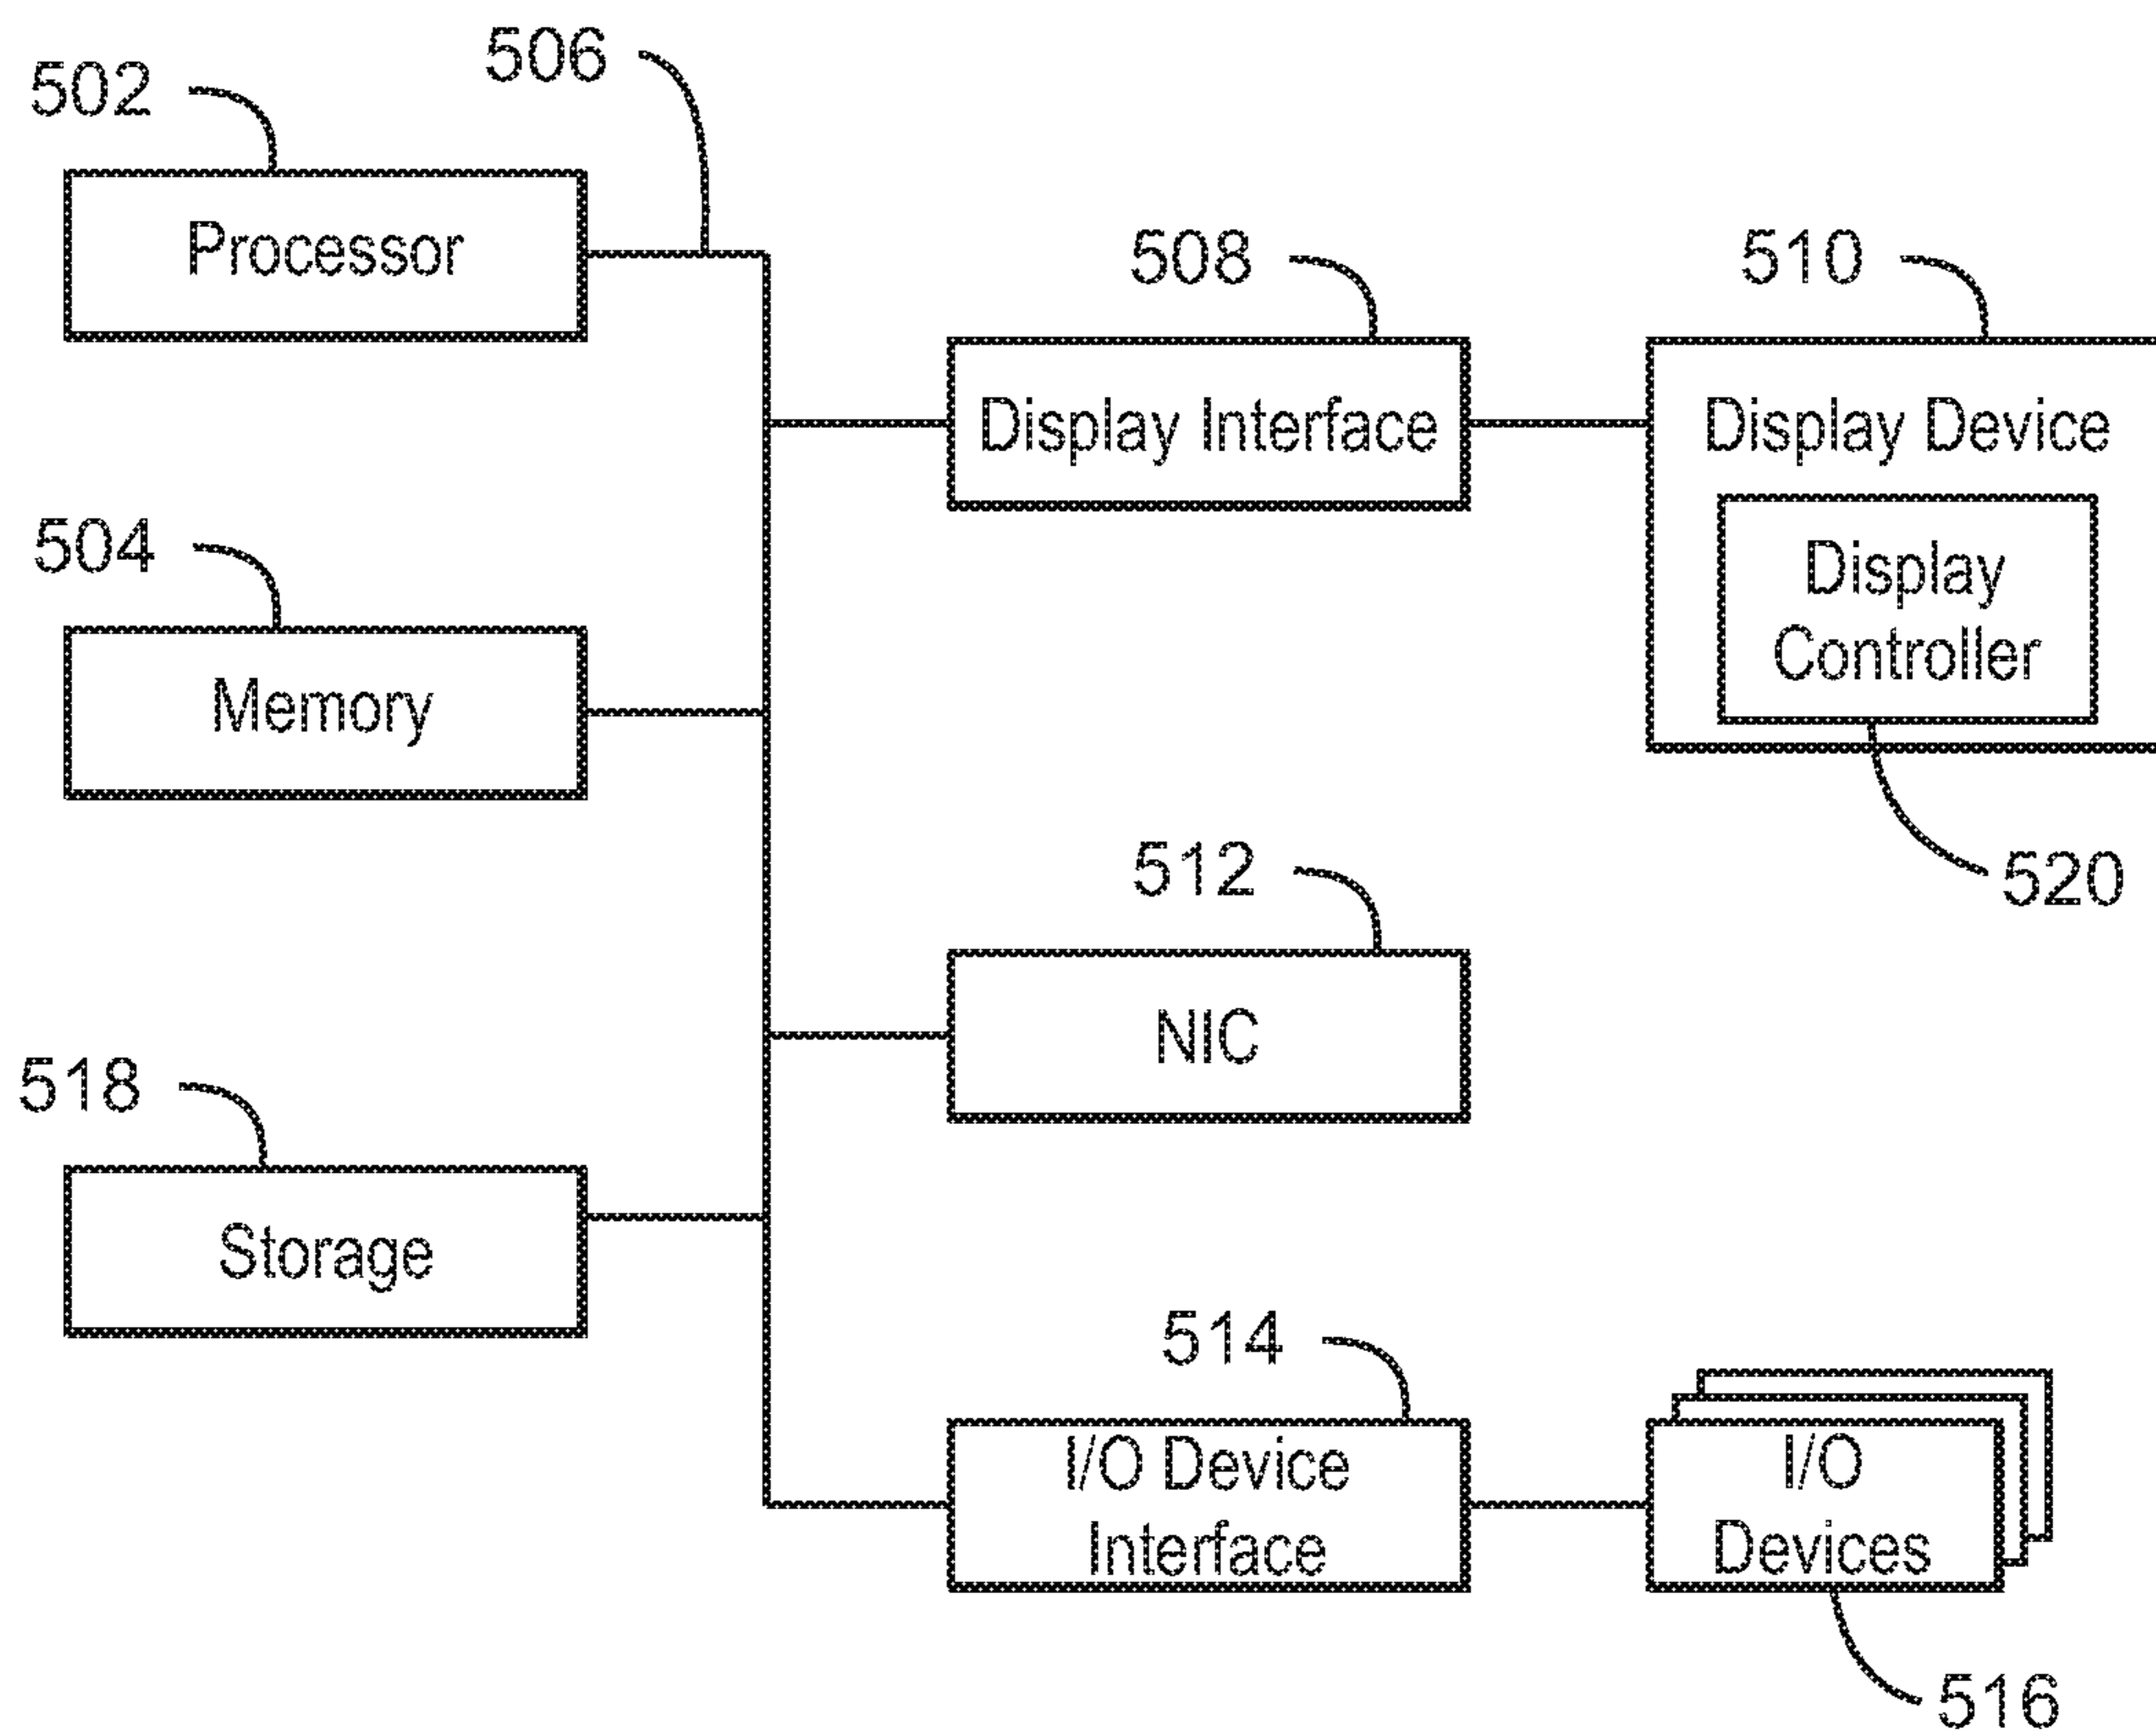 506
502
Processor
508
510
Display Interface
Display Device
504
Display
Controller
Memory
512
520
NIC
518
Storage
514
I/O Device
Interface
I/O
Devices
516